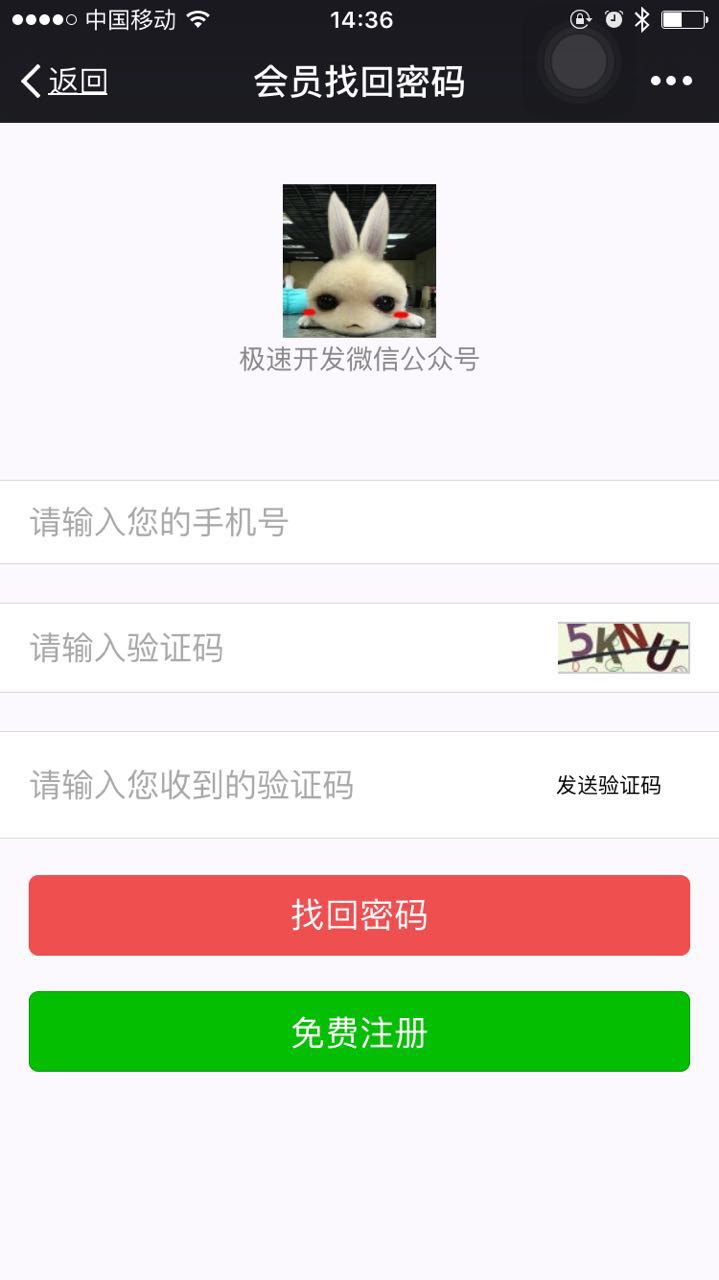 中国移动
14:36
返回
会员找回密码
极速开发微信公众号
请输入您的手机号
请输入验证码
5KNU
请输入您收到的验证码
发送验证码
找回密码
免费注册